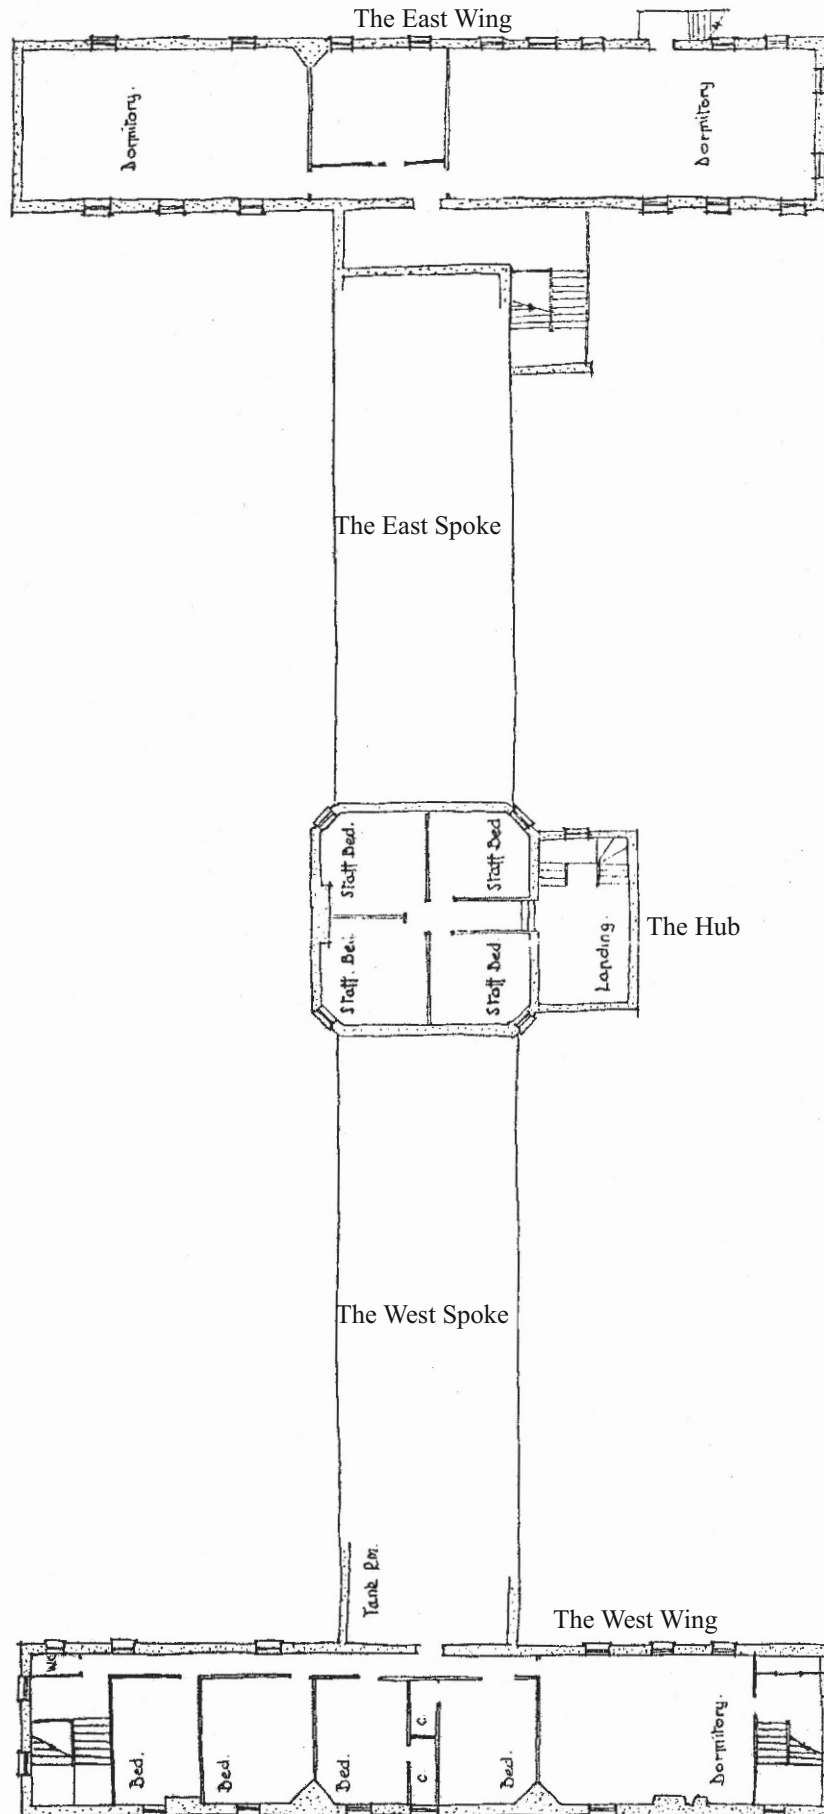 The East Wing
Dormitory.
Dormitory
The East Spoke
Staff Bed.
Staff Bed
The Hub
Staff. Bed.
Staff Bed
Landing.
The West Spoke
Tank Rm.
The West Wing
WC
Bed.
Bed.
Bed.
C.
C.
Bed.
Dormitory.